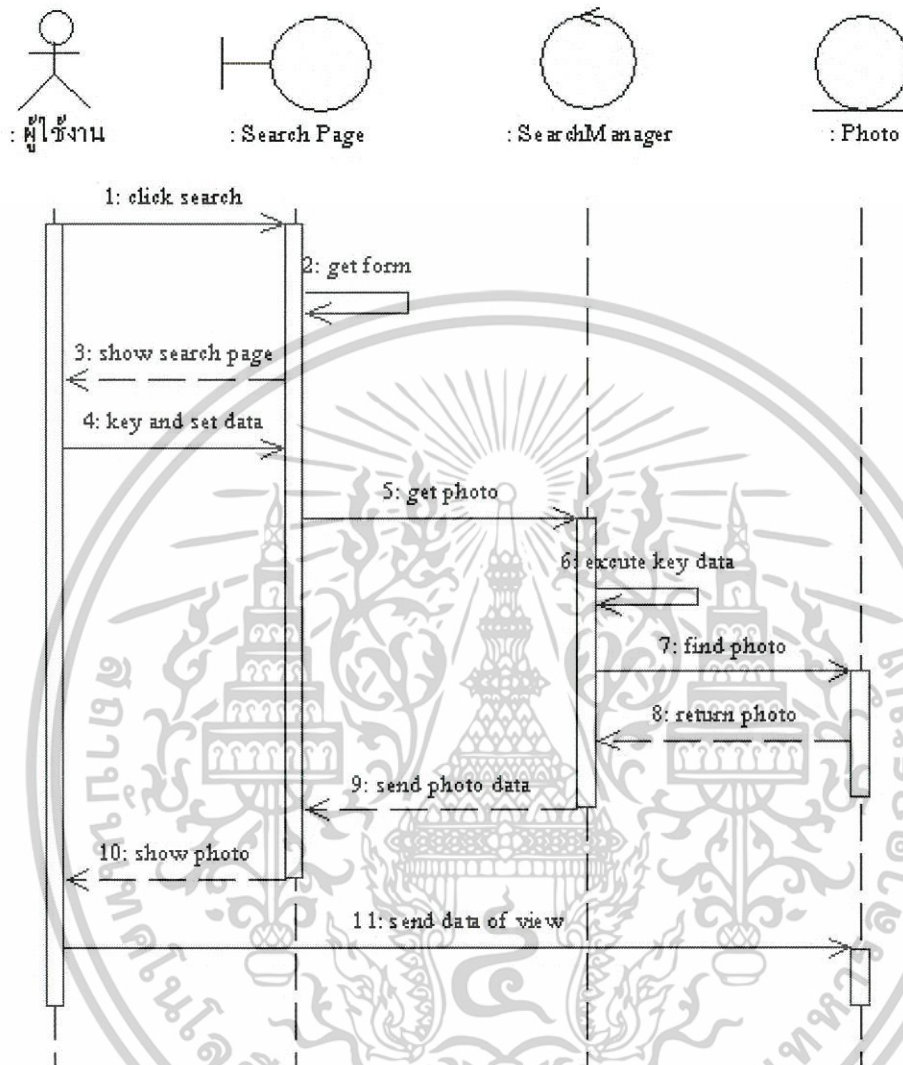 : ผู้ใช้งาน
: Search Page
: SearchManager
: Photo
1: click search
2: get form
3: show search page
4: key and set data
5: get photo
6: excute key data
7: find photo
8: return photo
9: send photo data
10: show photo
11: send data of view